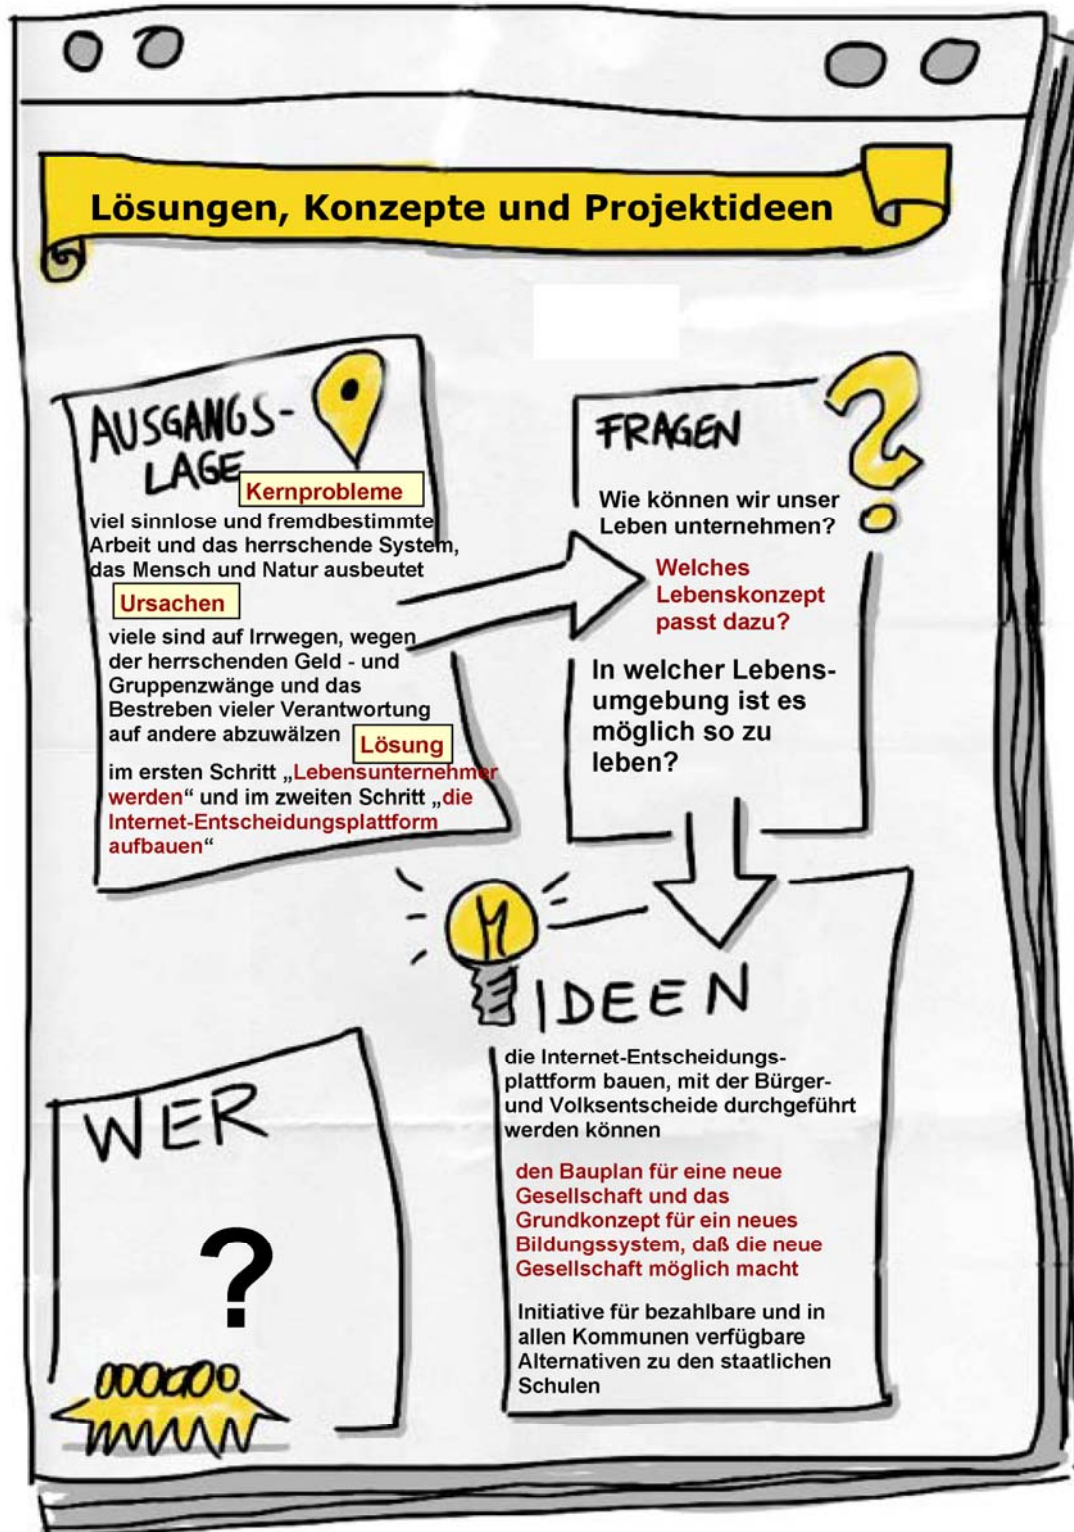 Lösungen, Konzepte und Projektideen
AUSGANGS-
LAGE
Kernprobleme
viel sinnlose und fremdbestimmte
Arbeit und das herrschende System,
das Mensch und Natur ausbeutet
Ursachen
viele sind auf Irrwegen, wegen
der herrschenden Geld - und
Gruppenzwänge und das
Bestreben vieler Verantwortung
auf andere abzuwälzen
Lösung
im ersten Schritt „Lebensunternehmer
werden“ und im zweiten Schritt „die
Internet-Entscheidungsplattform
aufbauen“
FRAGEN
Wie können wir unser
Leben unternehmen?
Welches
Lebenskonzept
passt dazu?
In welcher Lebens-
umgebung ist es
möglich so zu
leben?
IDEEN
die Internet-Entscheidungs-
plattform bauen, mit der Bürger-
und Volksentscheide durchgeführt
werden können
den Bauplan für eine neue
Gesellschaft und das
Grundkonzept für ein neues
Bildungssystem, daß die neue
Gesellschaft möglich macht
Initiative für bezahlbare und in
allen Kommunen verfügbare
Alternativen zu den staatlichen
Schulen
WER
?